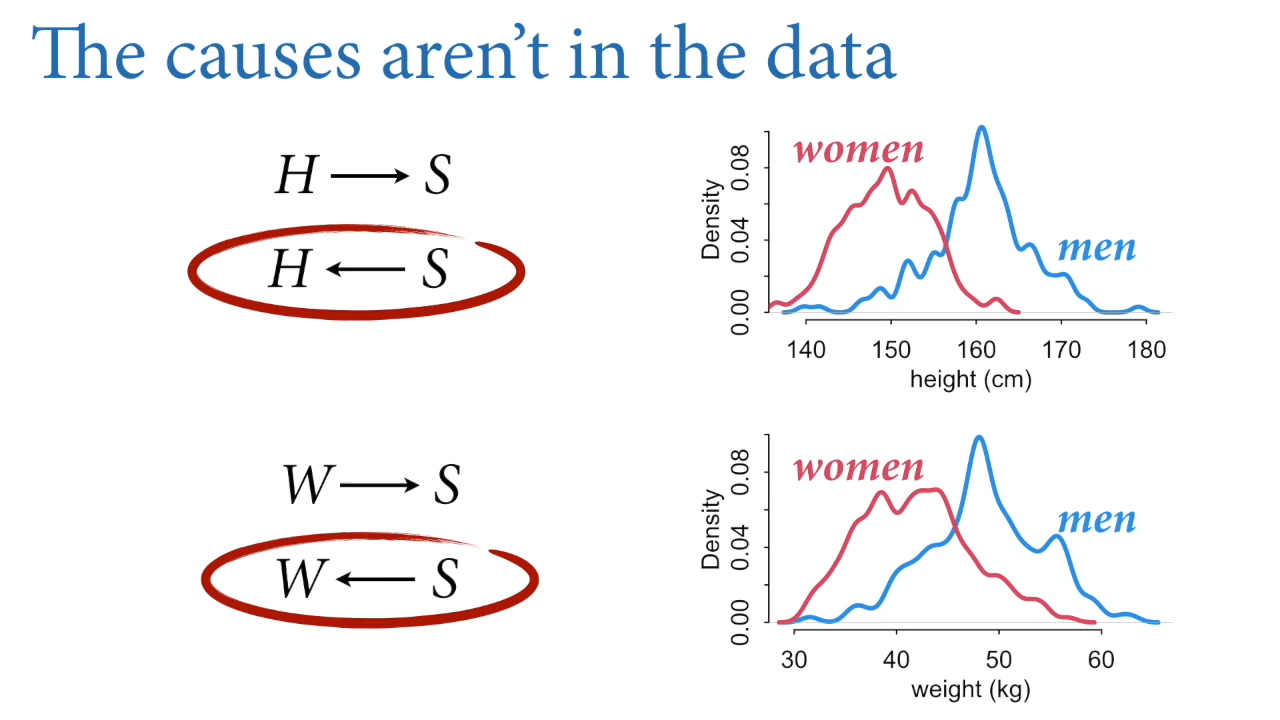 The causes aren’t in the data
H → S
H ← S
women
men
Density
0.00 0.04 0.08
140 150 160 170 180
height (cm)
W → S
W ← S
women
men
Density
0.00 0.04 0.08
30 40 50 60
weight (kg)